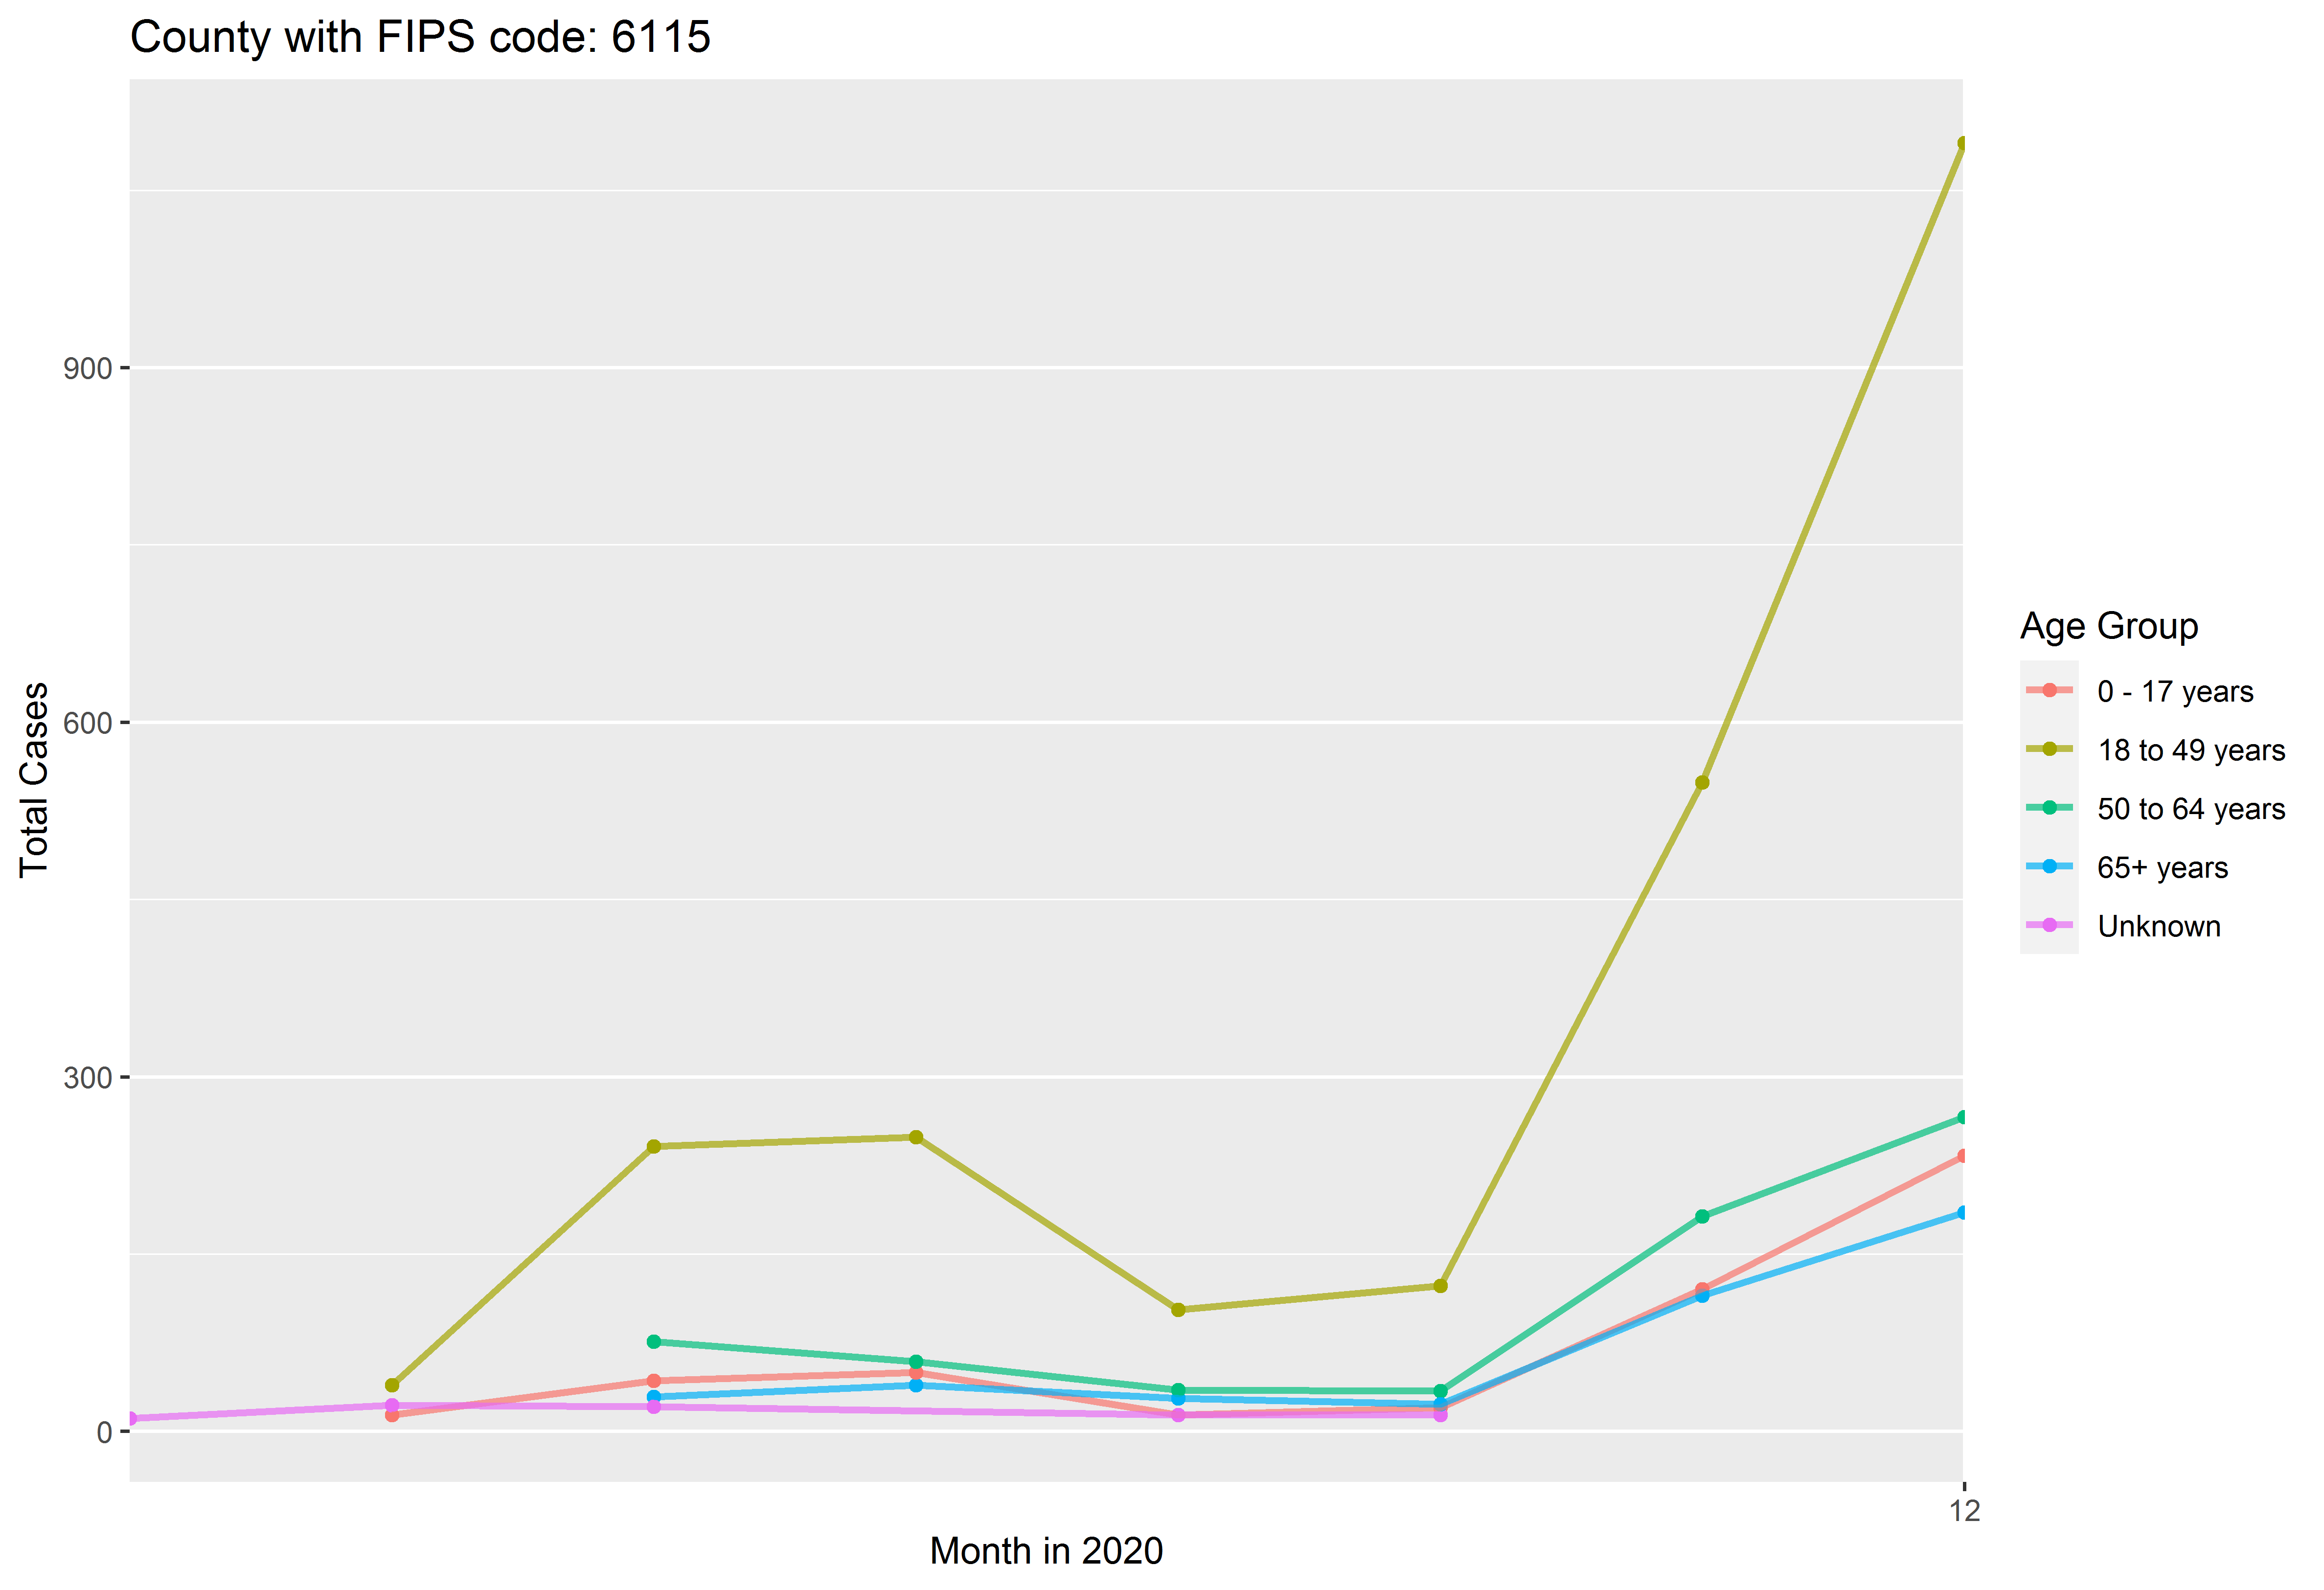 County with FIPS code: 6115
Total Cases
900
600
300
0
12
Month in 2020
Age Group
0 - 17 years
18 to 49 years
50 to 64 years
65+ years
Unknown